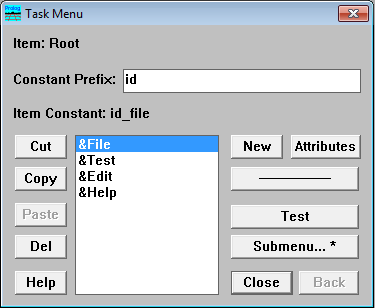 Prolog
Task Menu
Item: Root
Constant Prefix: id
Item Constant: id_file
Cut
Copy
Paste
Del
Help
&File
&Test
&Edit
&Help
New
Attributes
Test
Submenu... *
Close
Back